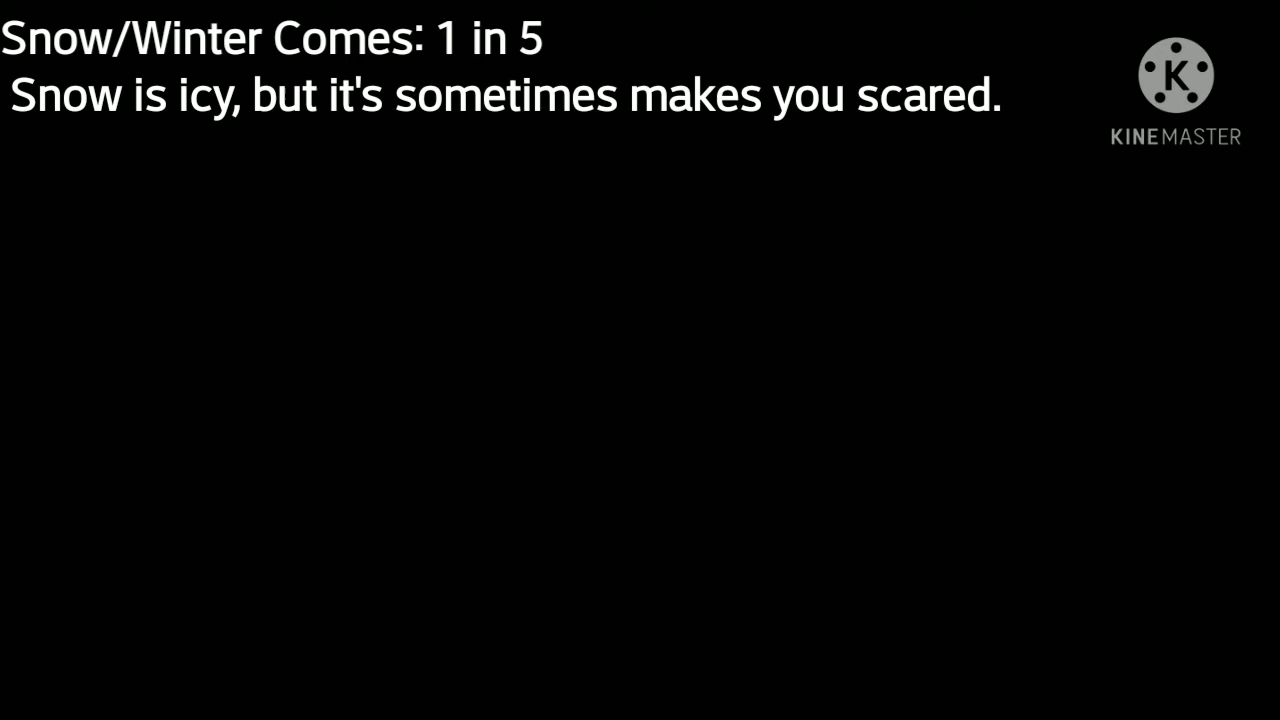 Snow/Winter Comes: 1 in 5
Snow is icy, but it's sometimes makes you scared.
K
KINEMASTER